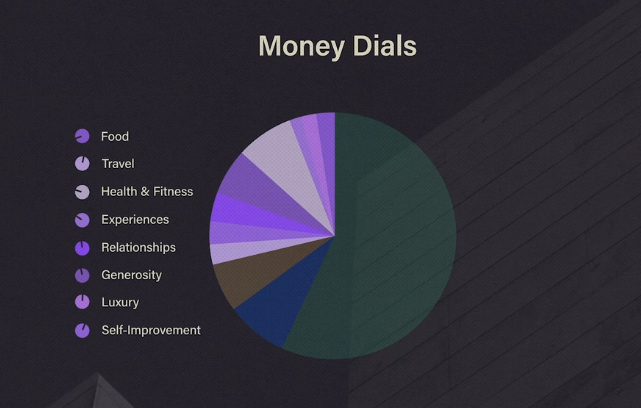 Money Dials
Food
Travel
Health & Fitness
Experiences
Relationships
Generosity
Luxury
Self-Improvement